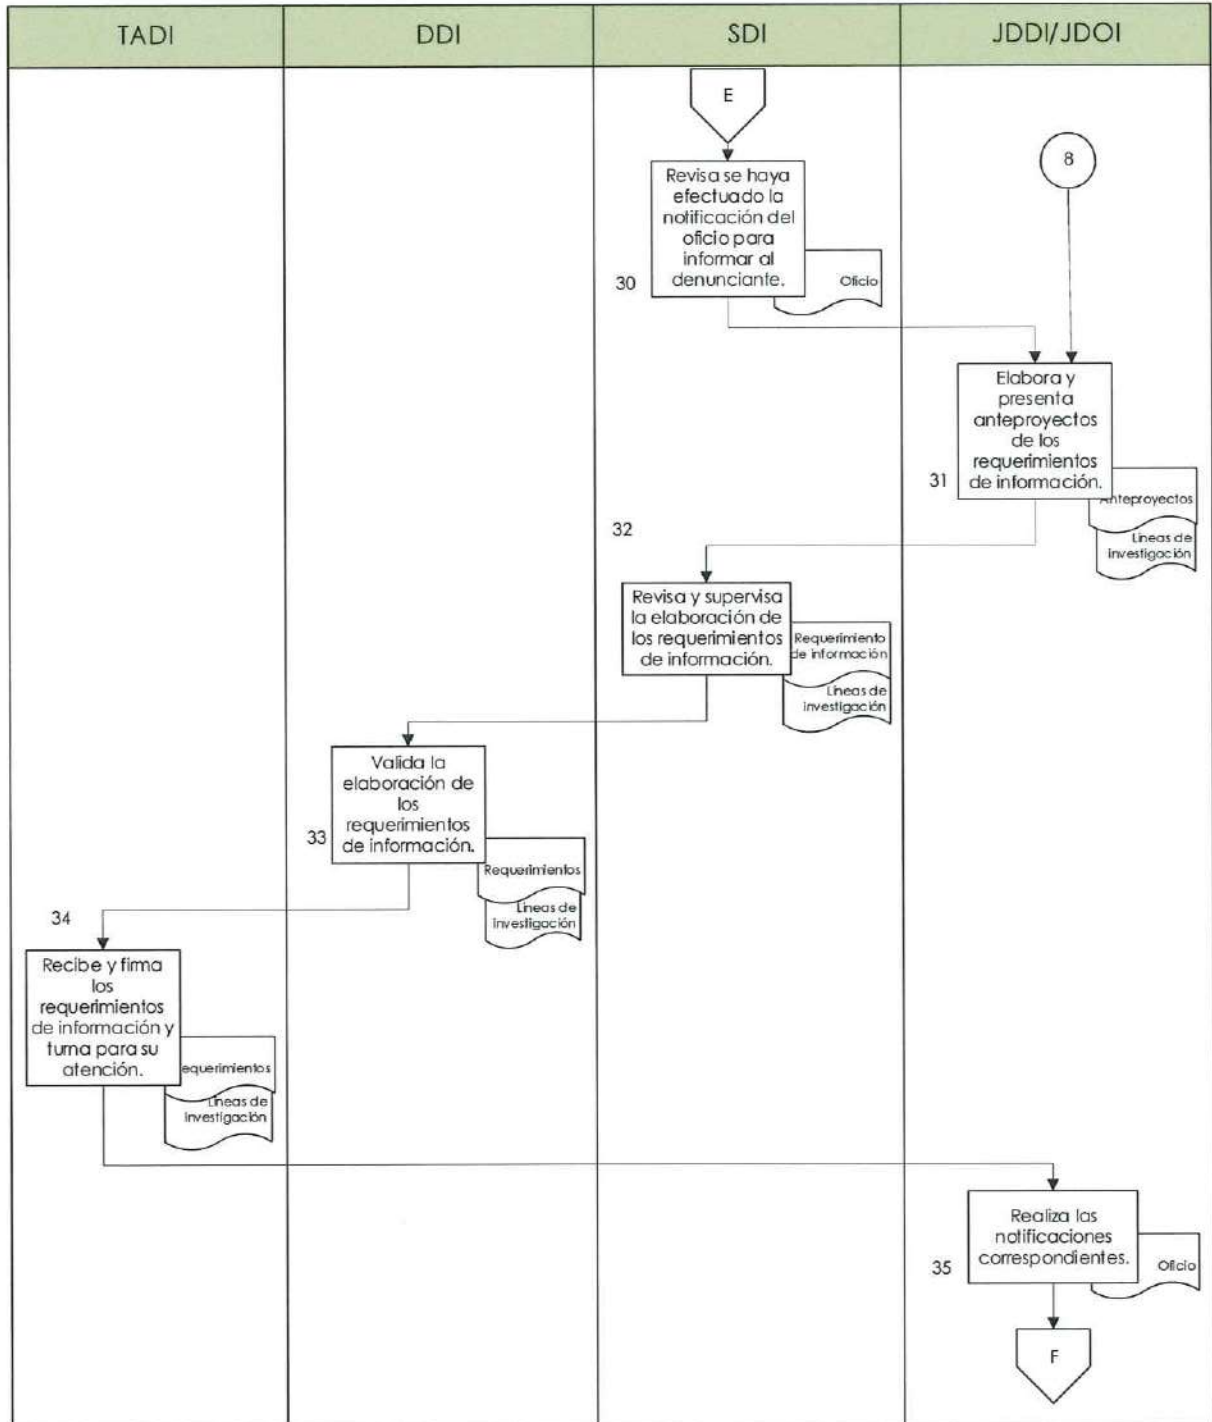 TADI
DDI
SDI
JDDI/JDOI
E
8
Revisa se haya
efectuado la
notificación del
oficio para
informar al
denunciante.
30
Oficio
Elabora y
presenta
anteproyectos
de los
requerimientos
de información.
31
Anteproyectos
Líneas de
investigación
32
Revisa y supervisa
la elaboración de
los requerimientos
de información.
Requerimiento
de información
Líneas de
investigación
Valida la
elaboración de
los
requerimientos
de información.
33
Requerimientos
Líneas de
investigación
34
Recibe y firma
los
requerimientos
de información y
turna para su
atención.
equerimientos
Líneas de
investigación
Realiza las
notificaciones
correspondientes.
35
Oficio
F